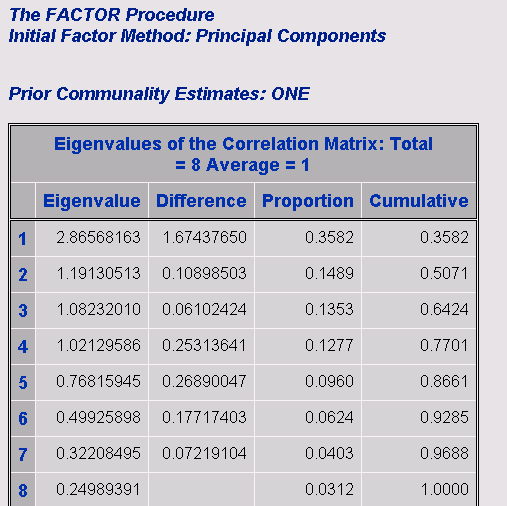 The FACTOR Procedure
Initial Factor Method: Principal Components
Prior Communality Estimates: ONE
Eigenvalues of the Correlation Matrix: Total
= 8 Average = 1
Eigenvalue Difference Proportion Cumulative
1 2.86568163 1.67437650 0.3582 0.3582
2 1.19130513 0.10898503 0.1489 0.5071
3 1.08232010 0.06102424 0.1353 0.6424
4 1.02129586 0.25313641 0.1277 0.7701
5 0.76815945 0.26890047 0.0960 0.8661
6 0.49925898 0.17717403 0.0624 0.9285
7 0.32208495 0.07219104 0.0403 0.9688
8 0.24989391 0.0312 1.0000